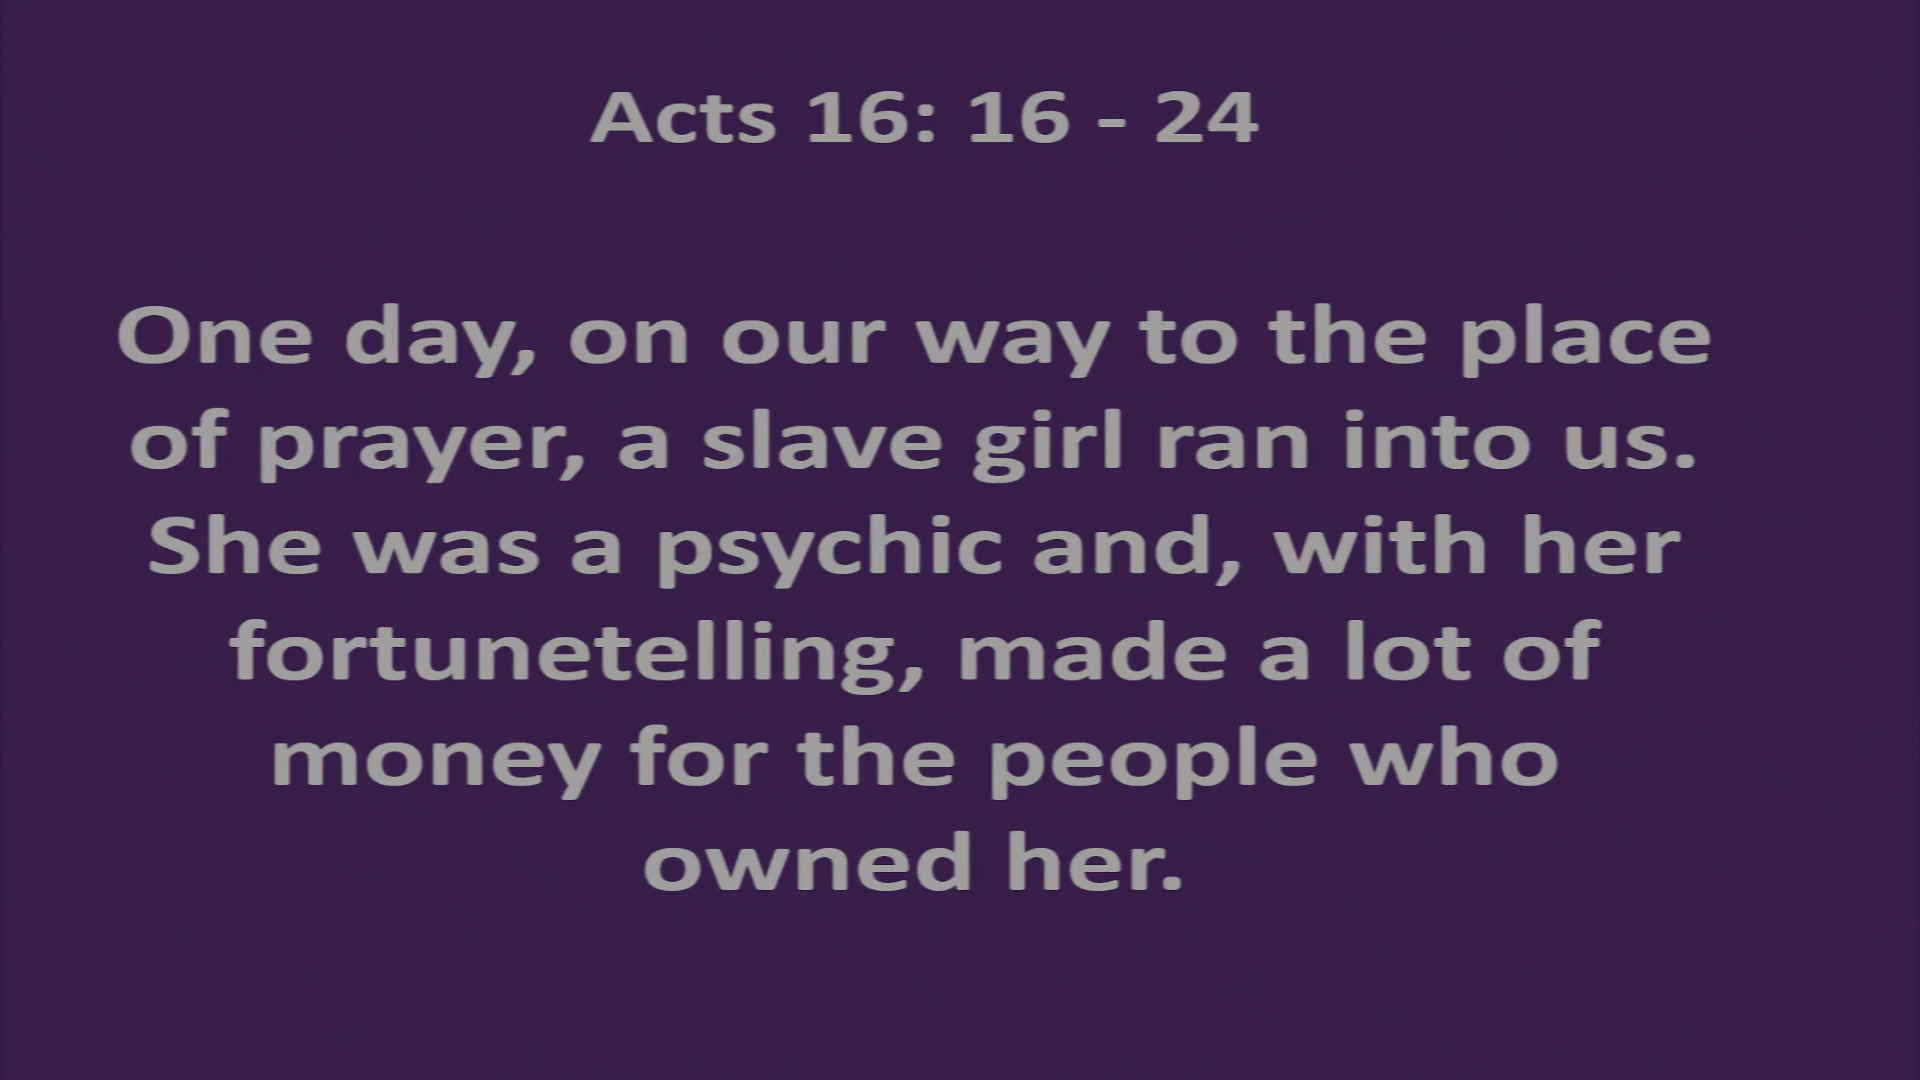 Acts 16: 16 - 24
One day, on our way to the place
of prayer, a slave girl ran into us.
She was a psychic and, with her
fortunetelling, made a lot of
money for the people who
owned her.